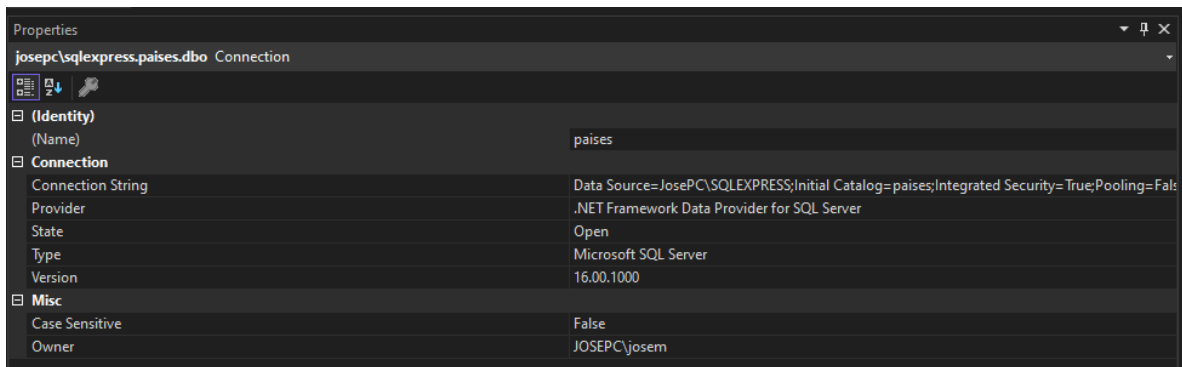 Properties
josepc\sqlexpress.paises.dbo Connection
(Identity)
(Name) paises
Connection
Connection String Data Source=JosePC\SQLEXPRESS;Initial Catalog=paises;Integrated Security=True;Pooling=Fals
Provider .NET Framework Data Provider for SQL Server
State Open
Type Microsoft SQL Server
Version 16.00.1000
Misc
Case Sensitive False
Owner JOSEPC\josem